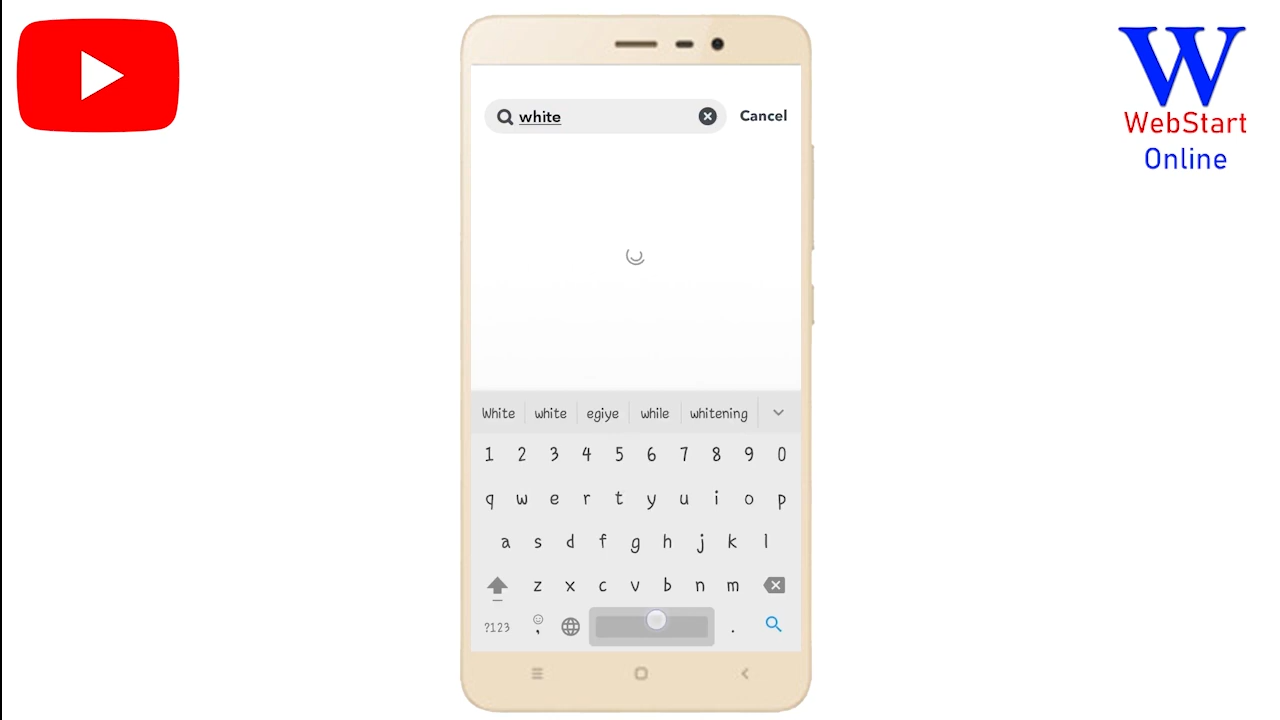 white Cancel
W
WebStart
Online
White white egiye while whitening
1 2 3 4 5 6 7 8 9 0
q w e r t y u i o p
a s d f g h j k l
z x c v b n m
?123 , .